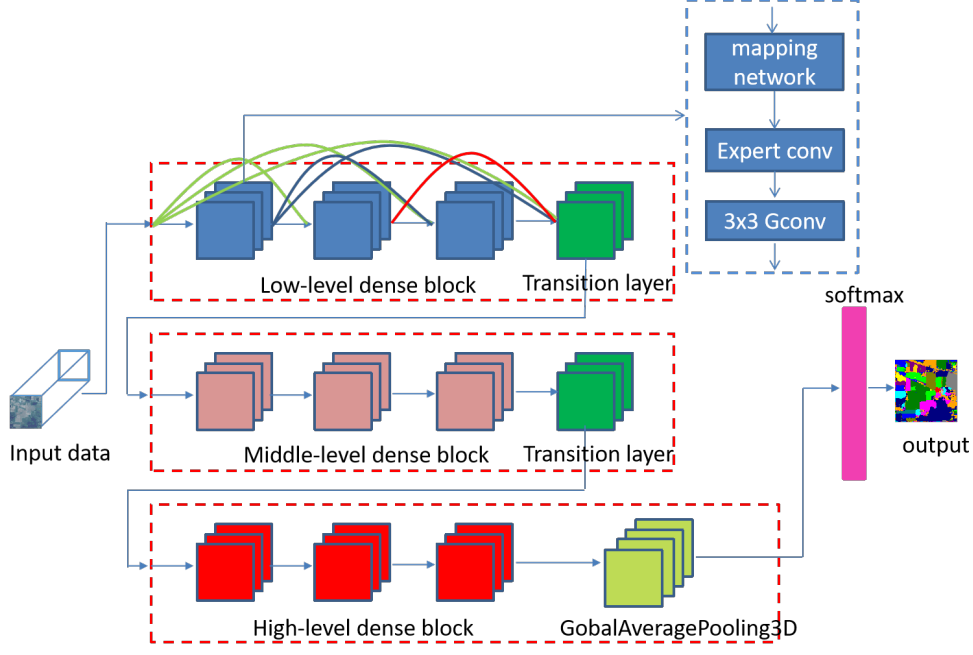 mapping
network
Expert conv
3x3 Gconv
Low-level dense block
Transition layer
softmax
Input data
Middle-level dense block
Transition layer
output
High-level dense block
GobalAveragePooling3D